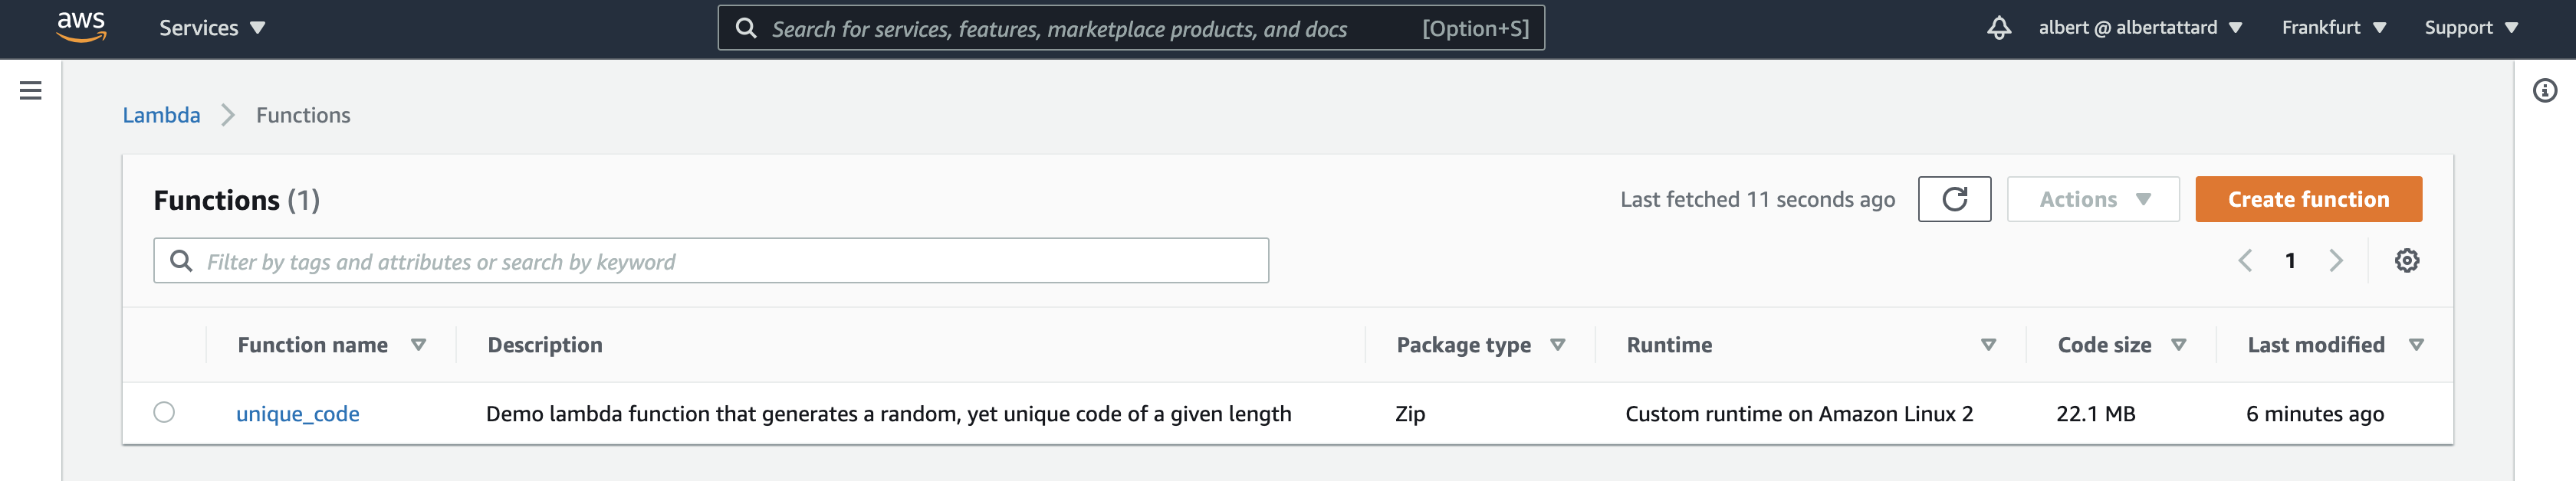 aws Services Search for services, features, marketplace products, and docs [Option+S] albert @ albertattard Frankfurt Support
Lambda Functions
Functions (1) Last fetched 11 seconds ago Actions Create function
Filter by tags and attributes or search by keyword 1
Function name Description Package type Runtime Code size Last modified
unique_code Demo lambda function that generates a random, yet unique code of a given length Zip Custom runtime on Amazon Linux 2 22.1 MB 6 minutes ago